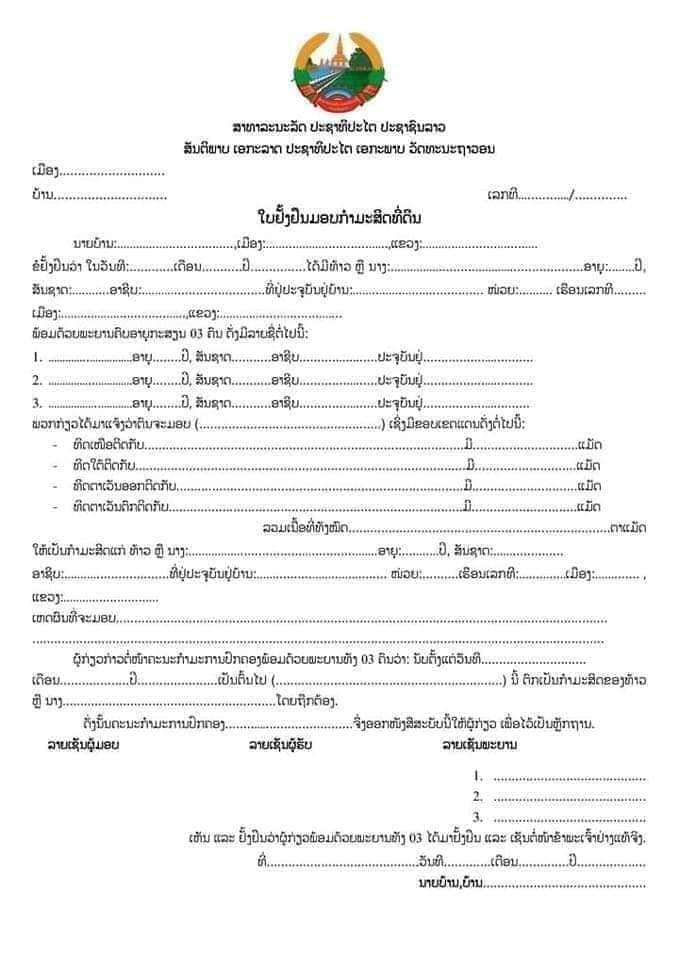 ສາທາລະນະລັດ ປະຊາທິປະໄຕ ປະຊາຊົນລາວ
ສັນຕິພາບ ເອກະລາດ ປະຊາທິປະໄຕ ເອກະພາບ ວັດທະນະຖາວອນ
ເມືອງ............................
ບ້ານ.............................. ເລກທີ.............../..............
ໃບຢັ້ງຢືນມອບກຳມະສິດທີ່ດິນ
ນາຍບ້ານ:...............................,ເມືອງ:................................,ແຂວງ:...............................
ຂໍຢັ້ງຢືນວ່າ ໃນວັນທີ:............ເດືອນ...........ປີ...............ໄດ້ມີທ້າວ ຫຼື ນາງ:....................................................ອາຍຸ:.......ປີ,
ສັນຊາດ:..........ອາຊີບ:.................................ທີ່ຢູ່ປະຈຸບັນຢູ່ບ້ານ:.................................... ໜ່ວຍ:......... ເຮືອນເລກທີ.........
ເມືອງ:.................................,ແຂວງ:.................................
ພ້ອມດ້ວຍພະຍານຄົບອາຍຸກະສຽນ 03 ຄົນ ດັ່ງມີລາຍຊື່ຕໍ່ໄປນີ້:
1. ......................ອາຍຸ........ປີ, ສັນຊາດ...........ອາຊີບ.....................ປະຈຸບັນຢູ່.............................
2. ......................ອາຍຸ........ປີ, ສັນຊາດ...........ອາຊີບ.....................ປະຈຸບັນຢູ່.............................
3. ......................ອາຍຸ........ປີ, ສັນຊາດ...........ອາຊີບ.....................ປະຈຸບັນຢູ່............................
ພວກກ່ຽວໄດ້ມາແຈ້ງວ່າຕົນຈະມອບ (................................................) ເຊິ່ງມີຂອບເຂດແດນດັ່ງຕໍ່ໄປນີ້:
- ທິດເໜືອຕິດກັບ......................................................................................ມີ............................ແມັດ
- ທິດໃຕ້ຕິດກັບ.........................................................................................ມີ...........................ແມັດ
- ທິດຕາເວັນອອກຕິດກັບ.............................................................................ມີ............................ແມັດ
- ທິດຕາເວັນຕົກຕິດກັບ...............................................................................ມີ............................ແມັດ
ລວມເນື້ອທີ່ທັງໝົດ......................................................................ຕາແມັດ
ໃຫ້ເປັນກຳມະສິດແກ່ ທ້າວ ຫຼື ນາງ:..................................................ອາຍຸ:..........ປີ, ສັນຊາດ:...................
ອາຊີບ:............................ທີ່ຢູ່ປະຈຸບັນຢູ່ບ້ານ:................................... ໜ່ວຍ:..........ເຮືອນເລກທີ:.............ເມືອງ:............ ,
ແຂວງ:.........................
ເຫດຜົນທີ່ຈະມອບ....................................................................................................................................
.......................................................................................................................................................
ຜູ້ກ່ຽວກ່າວຕໍ່ໜ້າຄະນະກຳມະການປົກຄອງພ້ອມດ້ວຍພະຍານທັງ 03 ຄົນວ່າ: ນັບຕັ້ງແຕ່ວັນທີ............................
ເດືອນ..................ປີ.....................ເປັນຕົ້ນໄປ (............................................................) ນີ້ ຕົກເປັນກຳມະສິດຂອງທ້າວ
ຫຼື ນາງ.........................................................ໂດຍຖືກຕ້ອງ.
ດັ່ງນັ້ນຄະນະກຳມະການປົກຄອງ..................................ຈຶ່ງອອກໜັງສືສະບັບນີ້ໃຫ້ຜູ້ກ່ຽວ ເພື່ອໄວ້ເປັນຫຼັກຖານ.
ລາຍເຊັນຜູ້ມອບ ລາຍເຊັນຜູ້ຮັບ ລາຍເຊັນພະຍານ
1. ........................................
2. ........................................
3. ........................................
ເຫັນ ແລະ ຢັ້ງຢືນວ່າຜູ້ກ່ຽວພ້ອມດ້ວຍພະຍານທັງ 03 ໄດ້ມາຢັ້ງຢືນ ແລະ ເຊັນຕໍ່ໜ້າຂ້າພະເຈົ້າຢ່າງແທ້ຈິງ.
ທີ່........................................ວັນທີ.............ເດືອນ..............ປີ...................
ນາຍບ້ານ,ບ້ານ...........................................